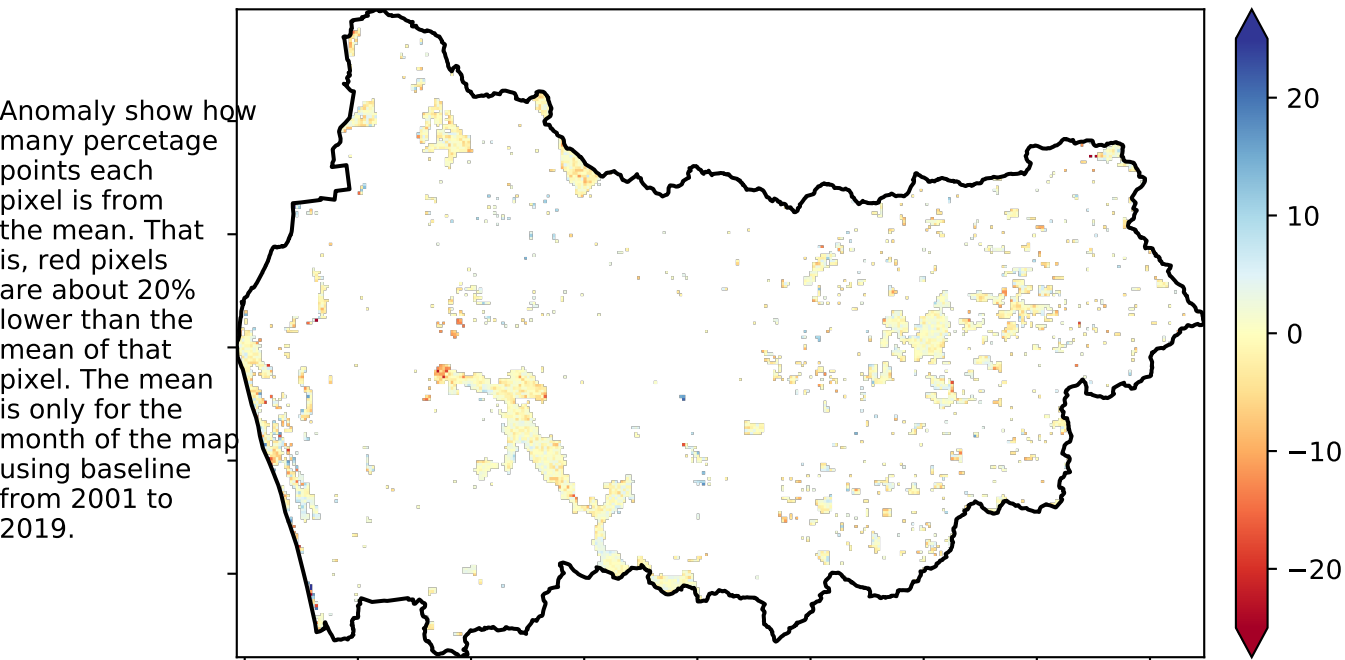 Anomaly show how
many percetage
points each
pixel is from
the mean. That
is, red pixels
are about 20%
lower than the
mean of that
pixel. The mean
is only for the
month of the map
using baseline
from 2001 to
2019.
20
10
0
−10
−20